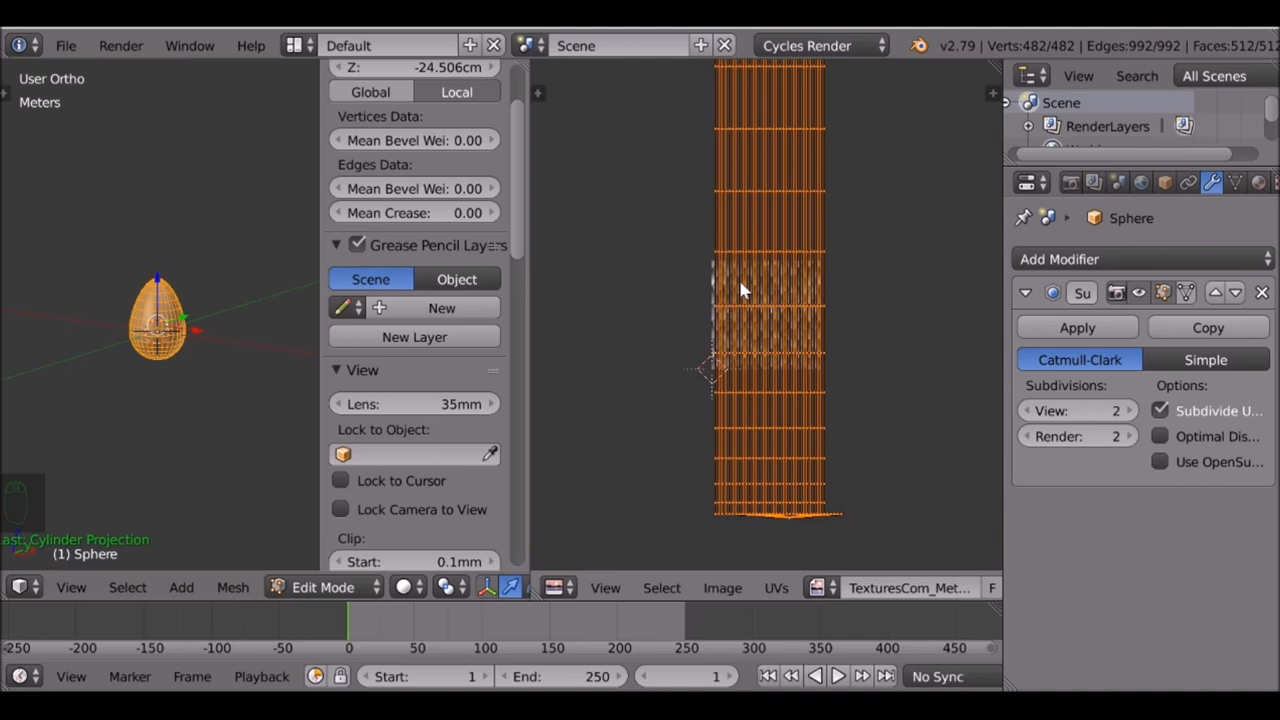 File Render Window Help Default Scene Cycles Render v2.79 | Verts:482/482 | Edges:992/992 | Faces:512/512
User Ortho
Meters
Z: -24.506cm
Global Local
Vertices Data:
Mean Bevel Wei: 0.00
Edges Data:
Mean Bevel Wei: 0.00
Mean Crease: 0.00
Grease Pencil Layers
Scene Object
New
New Layer
View
Lens: 35mm
Lock to Object:
Lock to Cursor
Lock Camera to View
Clip:
Start: 0.1mm
ast: Cylinder Projection
(1) Sphere
View Search All Scenes
Scene
RenderLayers
Sphere
Add Modifier
Su
Apply Copy
Catmull-Clark Simple
Subdivisions: Options:
View: 2 Subdivide U...
Render: 2 Optimal Dis...
Use OpenSu...
View Select Add Mesh Edit Mode View Select Image UVs TexturesCom_Met... F
-250 -200 -150 -100 -50 0 50 100 150 200 250 300 350 400 450
View Marker Frame Playback Start: 1 End: 250 1 No Sync